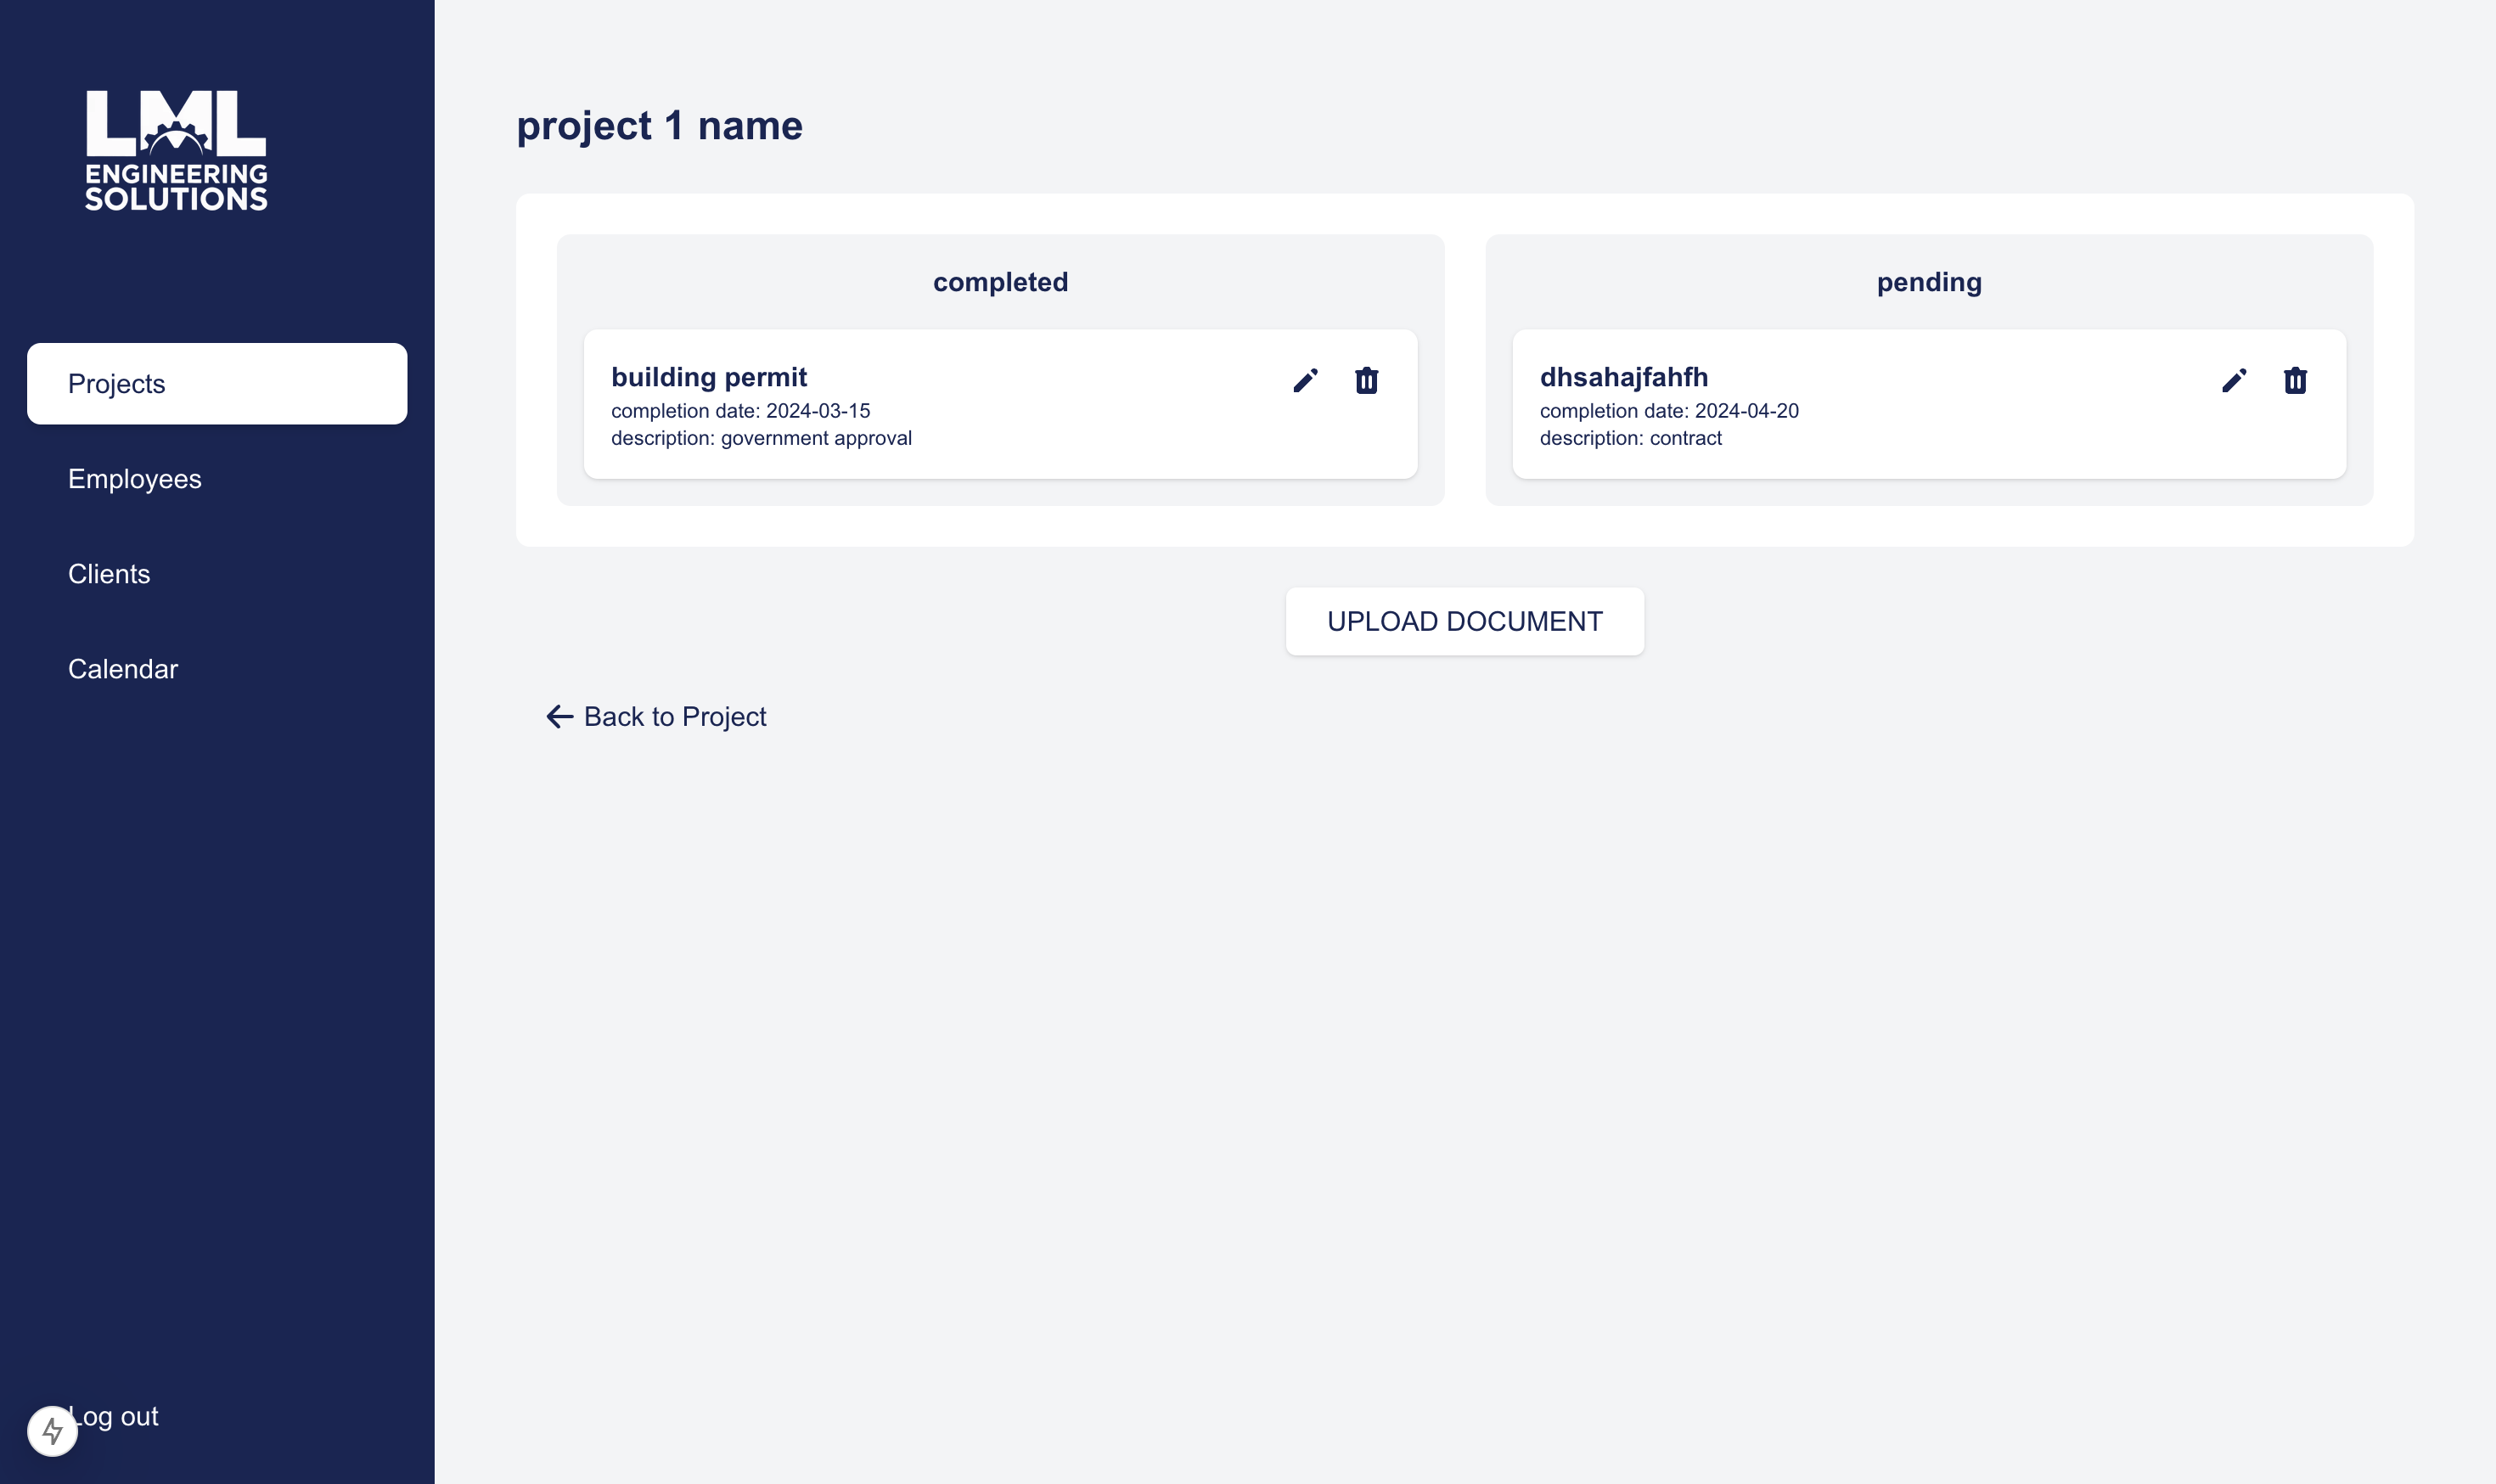 LML
ENGINEERING
SOLUTIONS
Projects
Employees
Clients
Calendar
Log out
project 1 name
completed
building permit
completion date: 2024-03-15
description: government approval
pending
dhsahajfahfh
completion date: 2024-04-20
description: contract
UPLOAD DOCUMENT
Back to Project